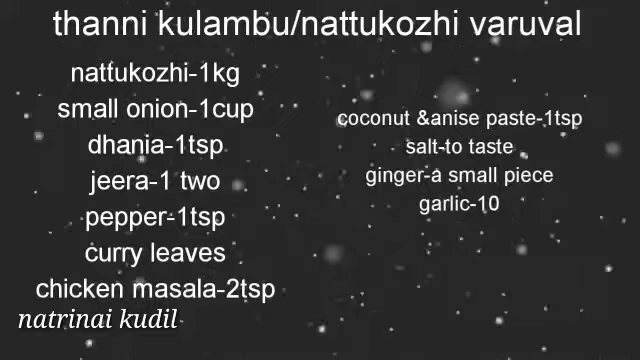 thanni kulambu/nattukozhi varuval
nattukozhi-1kg
small onion-1cup
dhania-1tsp
jeera-1 two
pepper-1tsp
curry leaves
chicken masala-2tsp
coconut &anise paste-1tsp
salt-to taste
ginger-a small piece
garlic-10
natrinai kudil